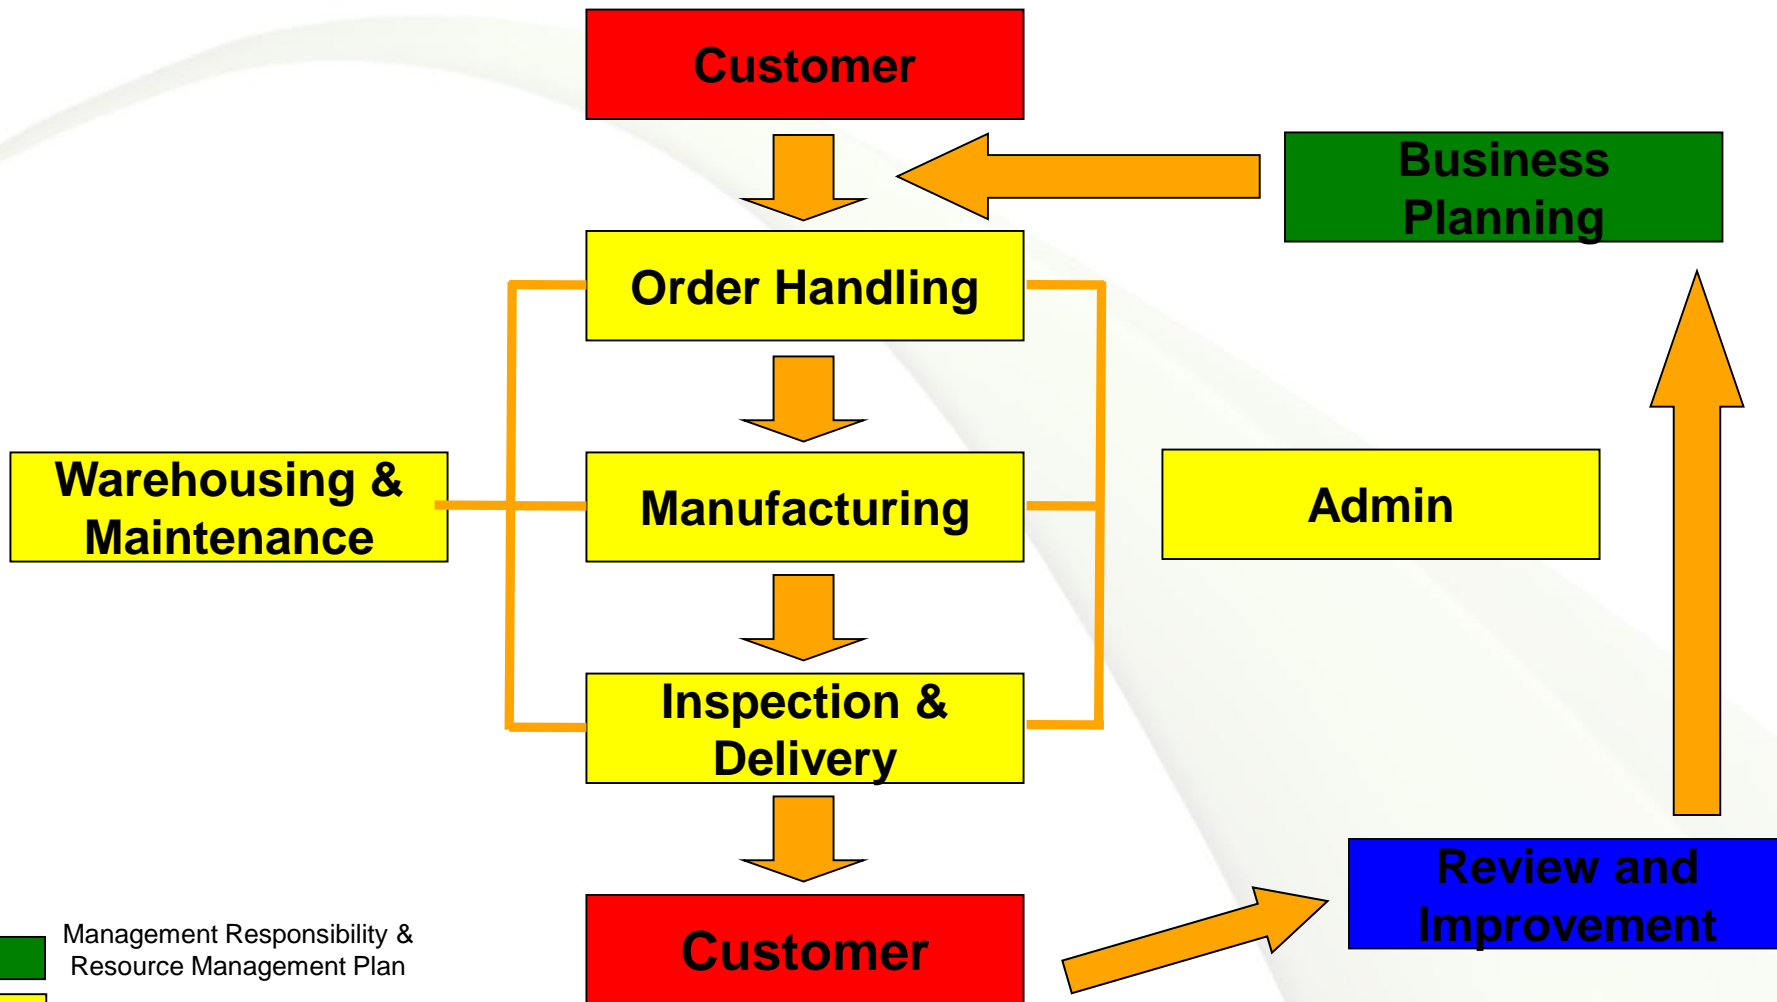 Customer
Business
Planning
Order Handling
Warehousing &
Maintenance
Manufacturing
Admin
Inspection &
Delivery
Review and
Improvement
Customer
Management Responsibility &
Resource Management Plan